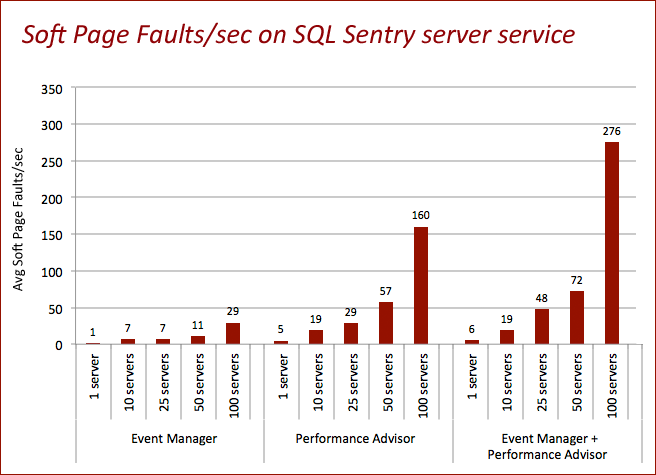 Soft Page Faults/sec on SQL Sentry server service
Avg Soft Page Faults/sec
350
300
250
200
150
100
50
0
1
7
7
11
29
5
19
29
57
160
6
19
48
72
276
1 server
10 servers
25 servers
50 servers
100 servers
1 server
10 servers
25 servers
50 servers
100 servers
1 server
10 servers
25 servers
50 servers
100 servers
Event Manager
Performance Advisor
Event Manager +
Performance Advisor